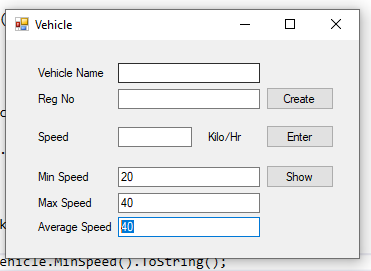 Vehicle
Vehicle Name
Reg No
Create
Speed
Kilo/Hr
Enter
Min Speed
20
Show
Max Speed
40
Average Speed
40
ehicle.MinSpeed().ToString();